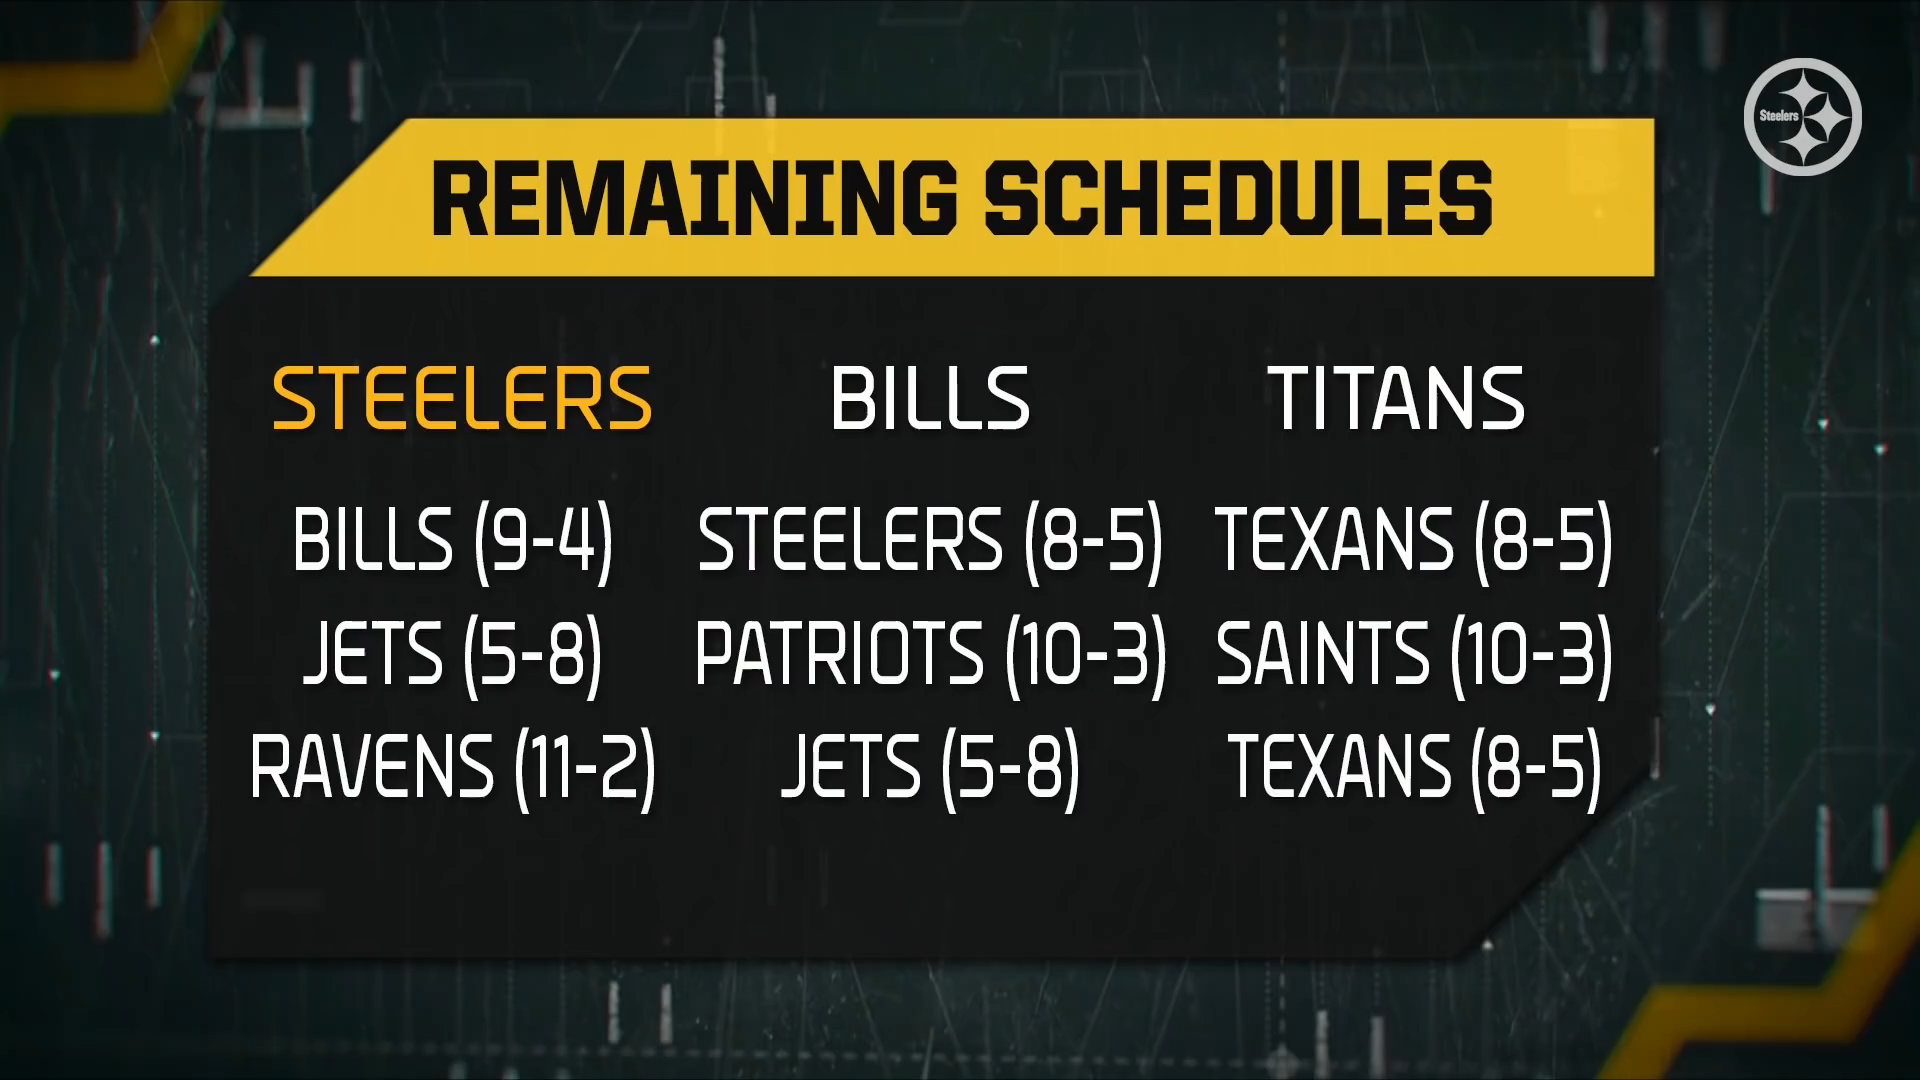 Steelers
REMAINING SCHEDULES
STEELERS BILLS TITANS
BILLS (9-4) STEELERS (8-5) TEXANS (8-5)
JETS (5-8) PATRIOTS (10-3) SAINTS (10-3)
RAVENS (11-2) JETS (5-8) TEXANS (8-5)